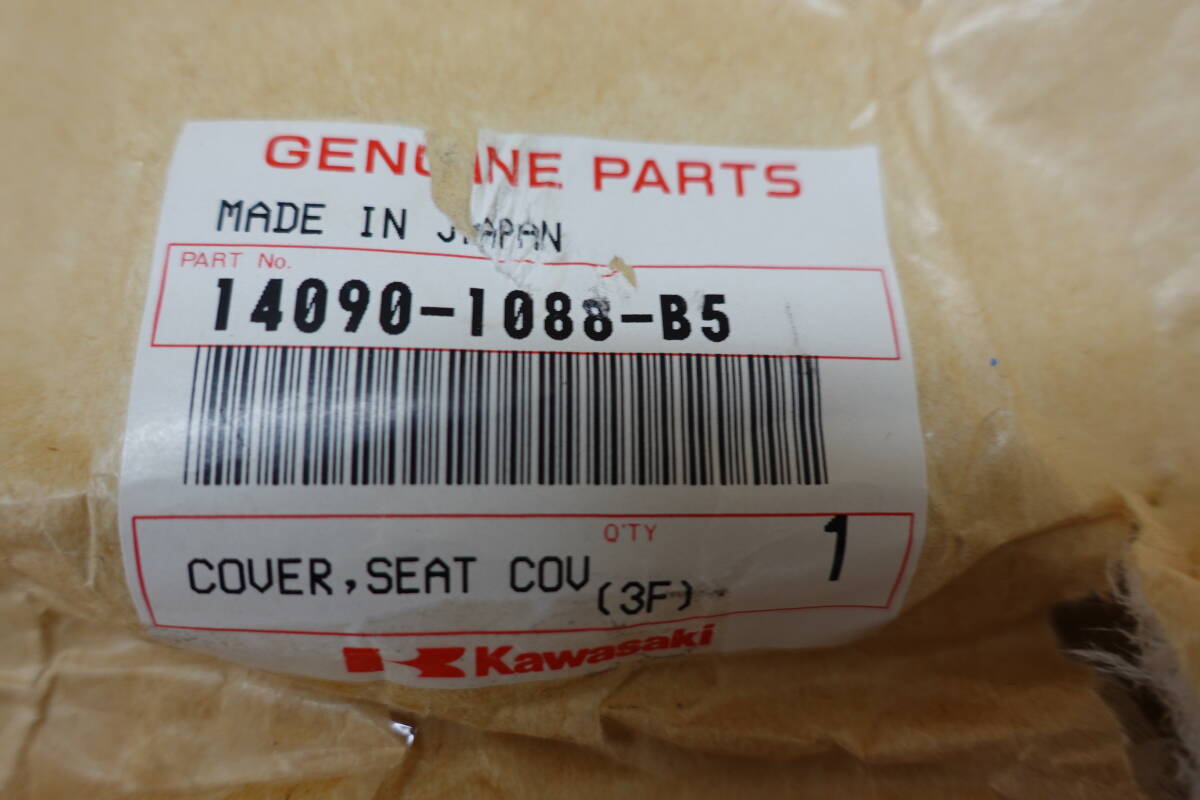 GENUINE PARTS
MADE IN JAPAN
PART No.
14090-1088-B5
Q'TY
1
COVER,SEAT COV(3F)
Kawasaki